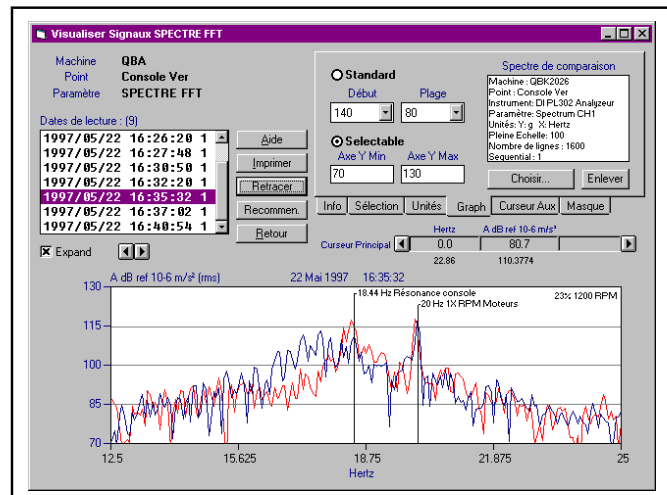 Visualiser Signaux SPECTRE FFT
Machine QBA
Point Console Ver
Paramètre SPECTRE FFT
Dates de lecture : (9)
1997/05/22 16:26:20 1
1997/05/22 16:27:48 1
1997/05/22 16:30:50 1
1997/05/22 16:32:20 1
1997/05/22 16:35:32 1
1997/05/22 16:37:02 1
1997/05/22 16:40:54 1
Expand
Aide
Imprimer
Retracer
Recommen.
Retour
Standard
Début Plage
140 80
Selectable
Axe Y Min Axe Y Max
70 130
Spectre de comparaison
Machine : QBK2026
Point : Console Ver
Instrument: DI PL302 Analyzeur
Paramètre: Spectrum CH1
Unités: Y: g X: Hertz
Pleine Echelle: 100
Nombre de lignes : 1600
Sequential : 1
Choisir... Enlever
Info Sélection Unités Graph Curseur Aux Masque
Hertz A dB ref 10-6 m/s²
Curseur Principal 0.0 80.7
22.86 110.3774
A dB ref 10-6 m/s² (rms) 22 Mai 1997 16:35:32
130
115
100
85
70
18.44 Hz Résonance console
20 Hz 1X RPM Moteurs
23% 1200 RPM
12.5 15.625 18.75 21.875 25
Hertz